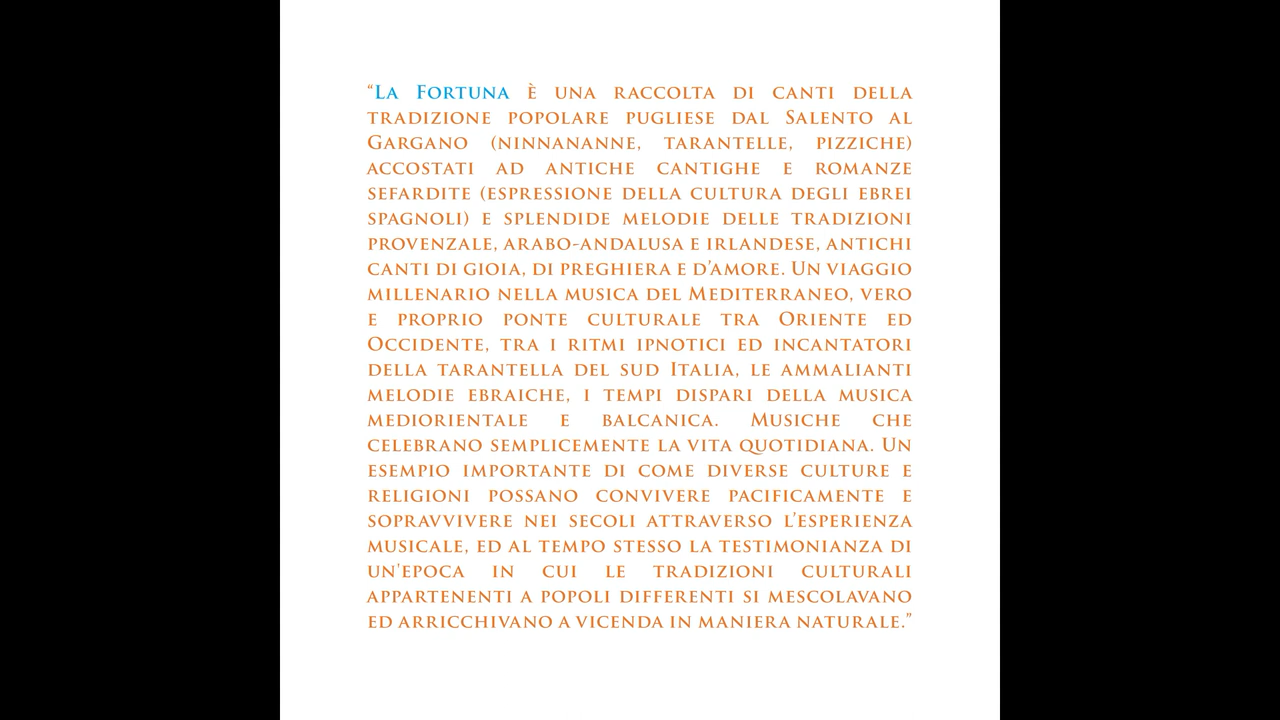 “La Fortuna è una raccolta di canti della
tradizione popolare pugliese dal Salento al
Gargano (ninnananne, tarantelle, pizziche)
accostati ad antiche cantighe e romanze
sefardite (espressione della cultura degli ebrei
spagnoli) e splendide melodie delle tradizioni
provenzale, arabo-andalusa e irlandese, antichi
canti di gioia, di preghiera e d’amore. Un viaggio
millenario nella musica del Mediterraneo, vero
e proprio ponte culturale tra Oriente ed
Occidente, tra i ritmi ipnotici ed incantatori
della tarantella del sud Italia, le ammalianti
melodie ebraiche, i tempi dispari della musica
mediorientale e balcanica. Musiche che
celebrano semplicemente la vita quotidiana. Un
esempio importante di come diverse culture e
religioni possano convivere pacificamente e
sopravvivere nei secoli attraverso l’esperienza
musicale, ed al tempo stesso la testimonianza di
un'epoca in cui le tradizioni culturali
appartenenti a popoli differenti si mescolavano
ed arricchivano a vicenda in maniera naturale.”